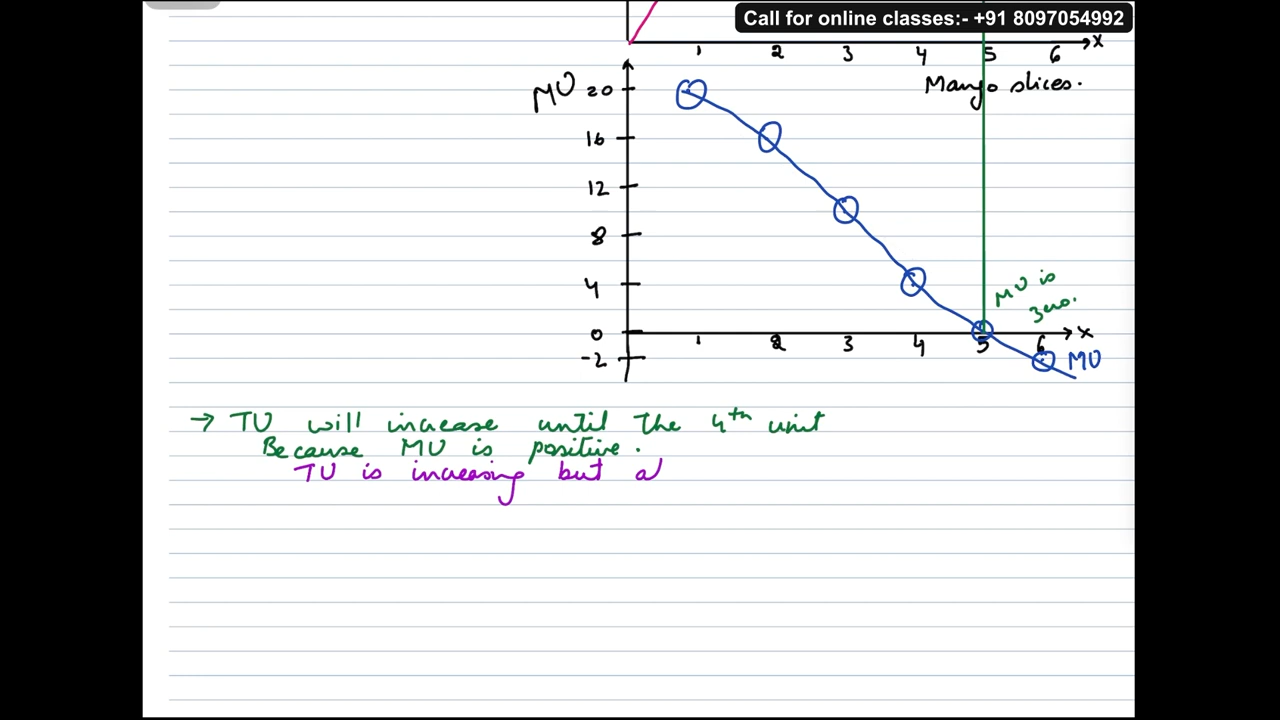 Call for online classes:- +91 8097054992
1 2 3 4 5 6 x
Mango slices.
MU
20
16
12
8
4
0
-2
MU is
zero.
1 2 3 4 5 6 x
MU
→ TU will increase until the 4th unit
Because MU is positive.
TU is increasing but a